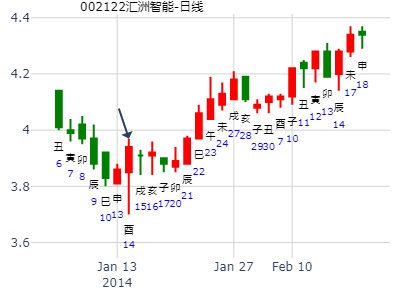 002122汇洲智能-日线
4.4
4.2
4
3.8
3.6
丑
6
寅
7
卯
8
辰
9
巳
10
申
13
酉
14
戌
15
亥
16
子
17
卯
20
辰
21
巳
22
午
23
未
24
戌
27
亥
28
子
29
丑
30
酉
7
子
10
丑
11
寅
12
卯
13
辰
14
未
17
申
18
Jan 13
2014
Jan 27
Feb 10